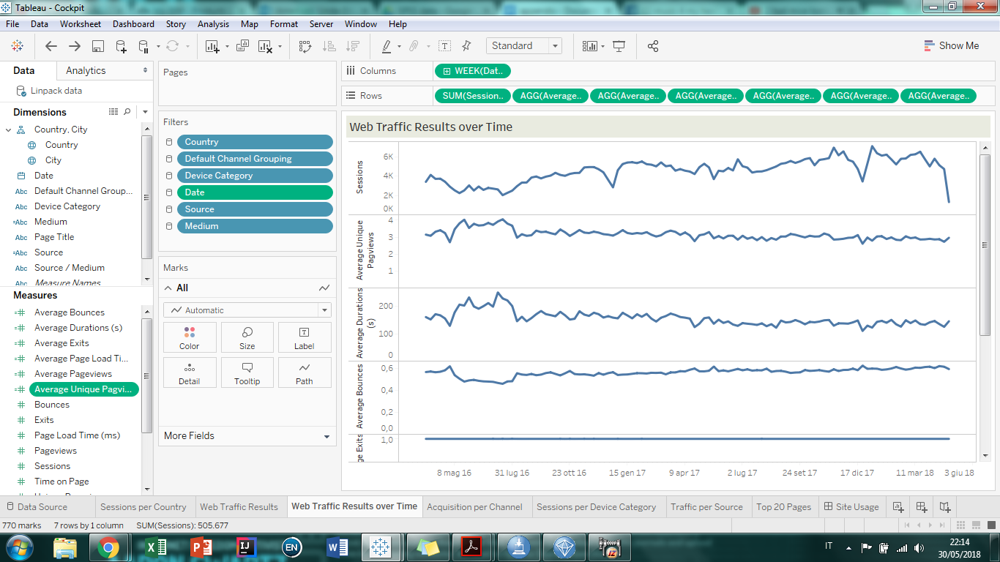 Tableau - Cockpit
File Data Worksheet Dashboard Story Analysis Map Format Server Window Help
Standard
Show Me
Data
Analytics
Linpack data
Dimensions
Country, City
Country
City
Date
Default Channel Group...
Device Category
Medium
Page Title
Source
Source / Medium
Measure Names
Measures
Average Bounces
Average Durations (s)
Average Exits
Average Page Load Ti...
Average Pageviews
Average Unique Pagvi...
Bounces
Exits
Page Load Time (ms)
Pageviews
Sessions
Time on Page
Pages
Filters
Country
Default Channel Grouping
Device Category
Date
Source
Medium
Marks
All
Automatic
Color Size Label
Detail Tooltip Path
More Fields
Columns WEEK(Dat..
Rows SUM(Session.. AGG(Average.. AGG(Average.. AGG(Average.. AGG(Average.. AGG(Average.. AGG(Average..
Web Traffic Results over Time
Sessions
6K
4K
2K
0K
Average Unique
Pagviews
4
3
2
1
Average Durations
(s)
200
100
0
Average Bounces
0,6
0,4
0,2
0,0
ge Exits
1,0
8 mag 16 31 lug 16 23 ott 16 15 gen 17 9 apr 17 2 lug 17 24 set 17 17 dic 17 11 mar 18 3 giu 18
Data Source Sessions per Country Web Traffic Results Web Traffic Results over Time Acquisition per Channel Sessions per Device Category Traffic per Source Top 20 Pages Site Usage
770 marks 7 rows by 1 column SUM(Sessions): 505.677
EN
IT
22:14
30/05/2018